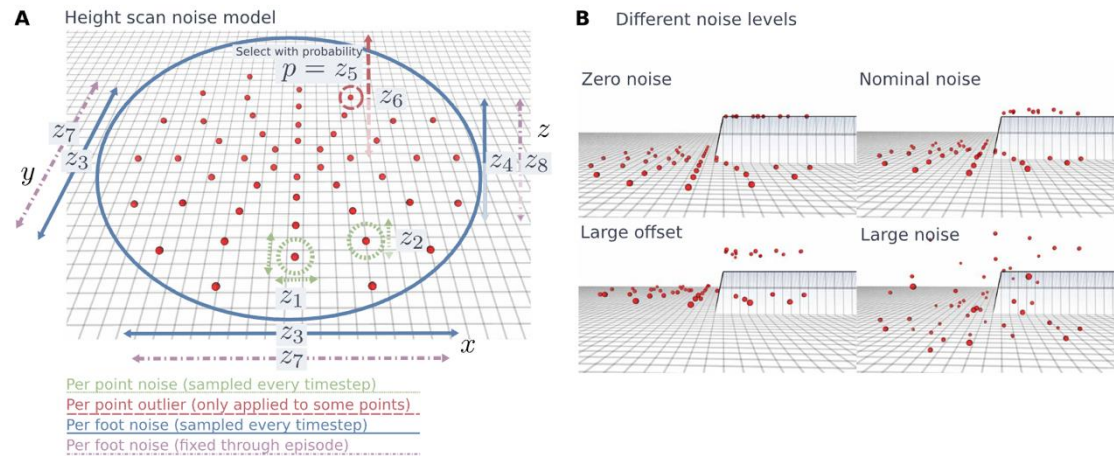 A Height scan noise model
Select with probability
p = z₅
z₆
z₇
z₃
y
z₄
z
z₈
z₂
z₁
z₃
x
z₇
Per point noise (sampled every timestep)
Per point outlier (only applied to some points)
Per foot noise (sampled every timestep)
Per foot noise (fixed through episode)
B Different noise levels
Zero noise
Nominal noise
Large offset
Large noise